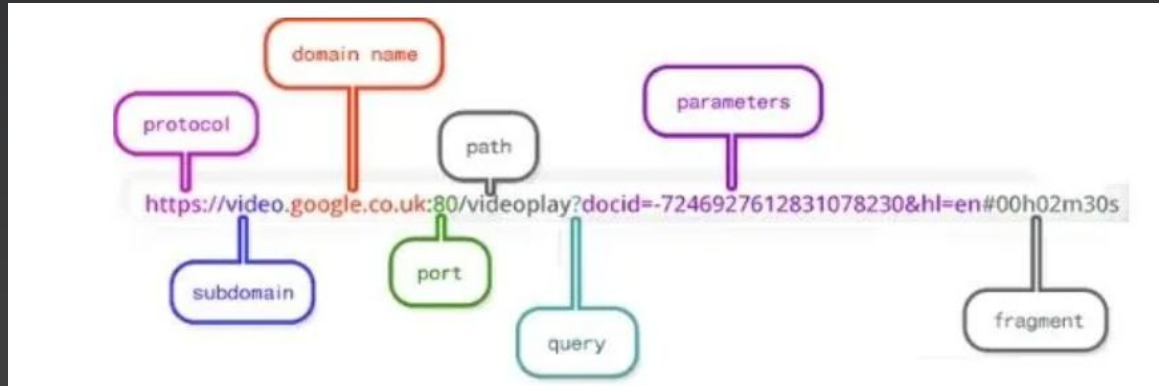 domain name
parameters
protocol
path
https://video.google.co.uk:80/videoplay?docid=-7246927612831078230&hl=en#00h02m30s
subdomain
port
query
fragment